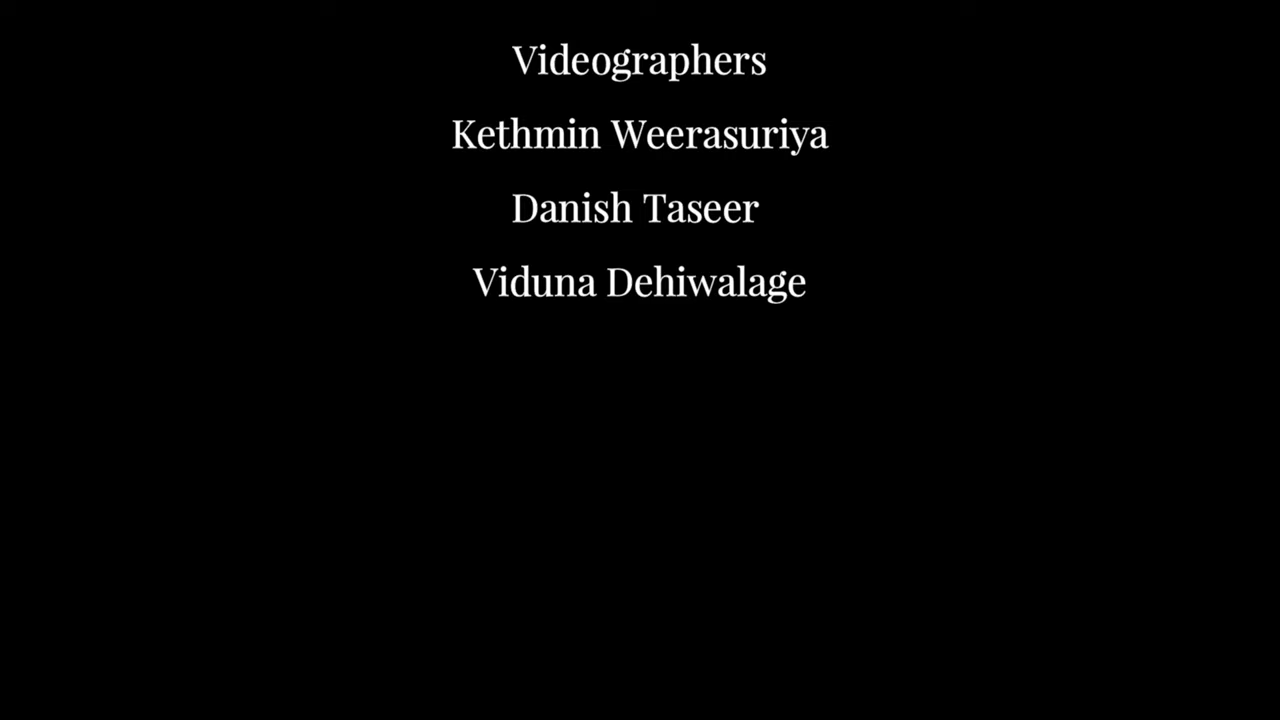 Videographers
Kethmin Weerasuriya
Danish Taseer
Viduna Dehiwalage